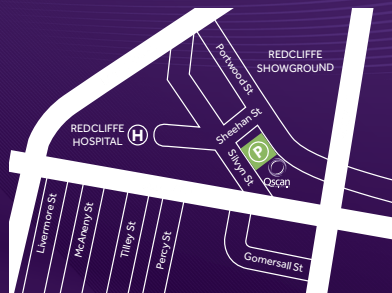 Portwood St
REDCLIFFE
SHOWGROUND
Sheehan St
REDCLIFFE
HOSPITAL
H
P
Silvyn St
Oscan
Livermore St
McAneny St
Tilley St
Percy St
Gomersall St